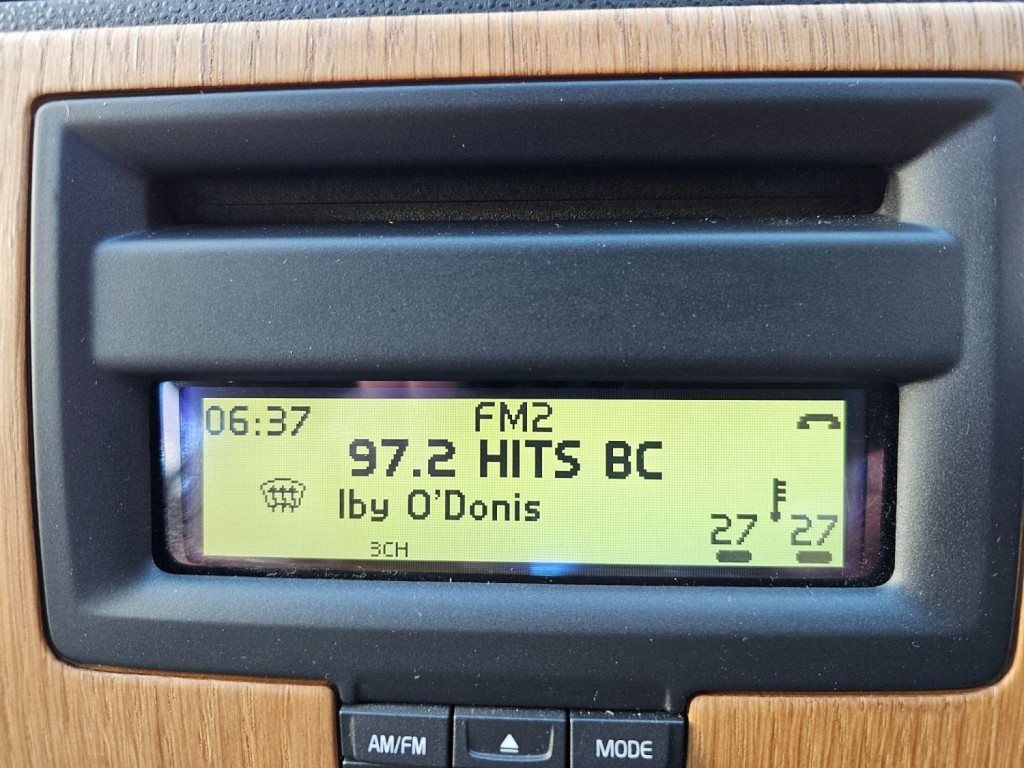 06:37 FM2
97.2 HITS BC
lby O'Donis
3CH 27 27
AM/FM MODE